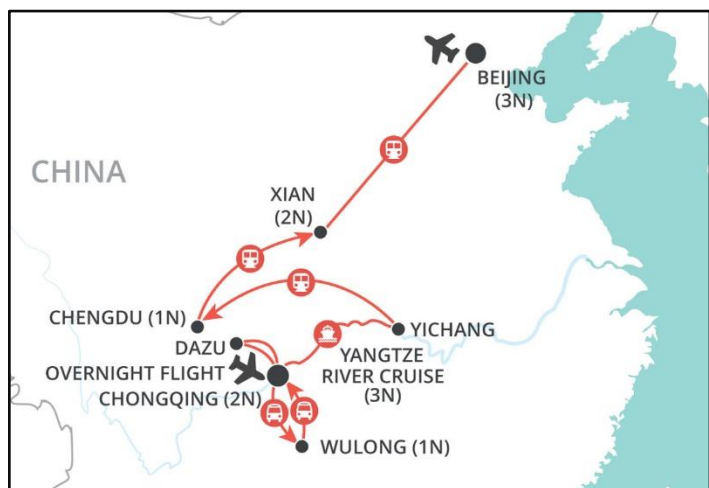 BEIJING
(3N)
CHINA
XIAN
(2N)
CHENGDU (1N)
YICHANG
DAZU
YANGTZE
RIVER CRUISE
(3N)
OVERNIGHT FLIGHT
CHONGQING (2N)
WULONG (1N)